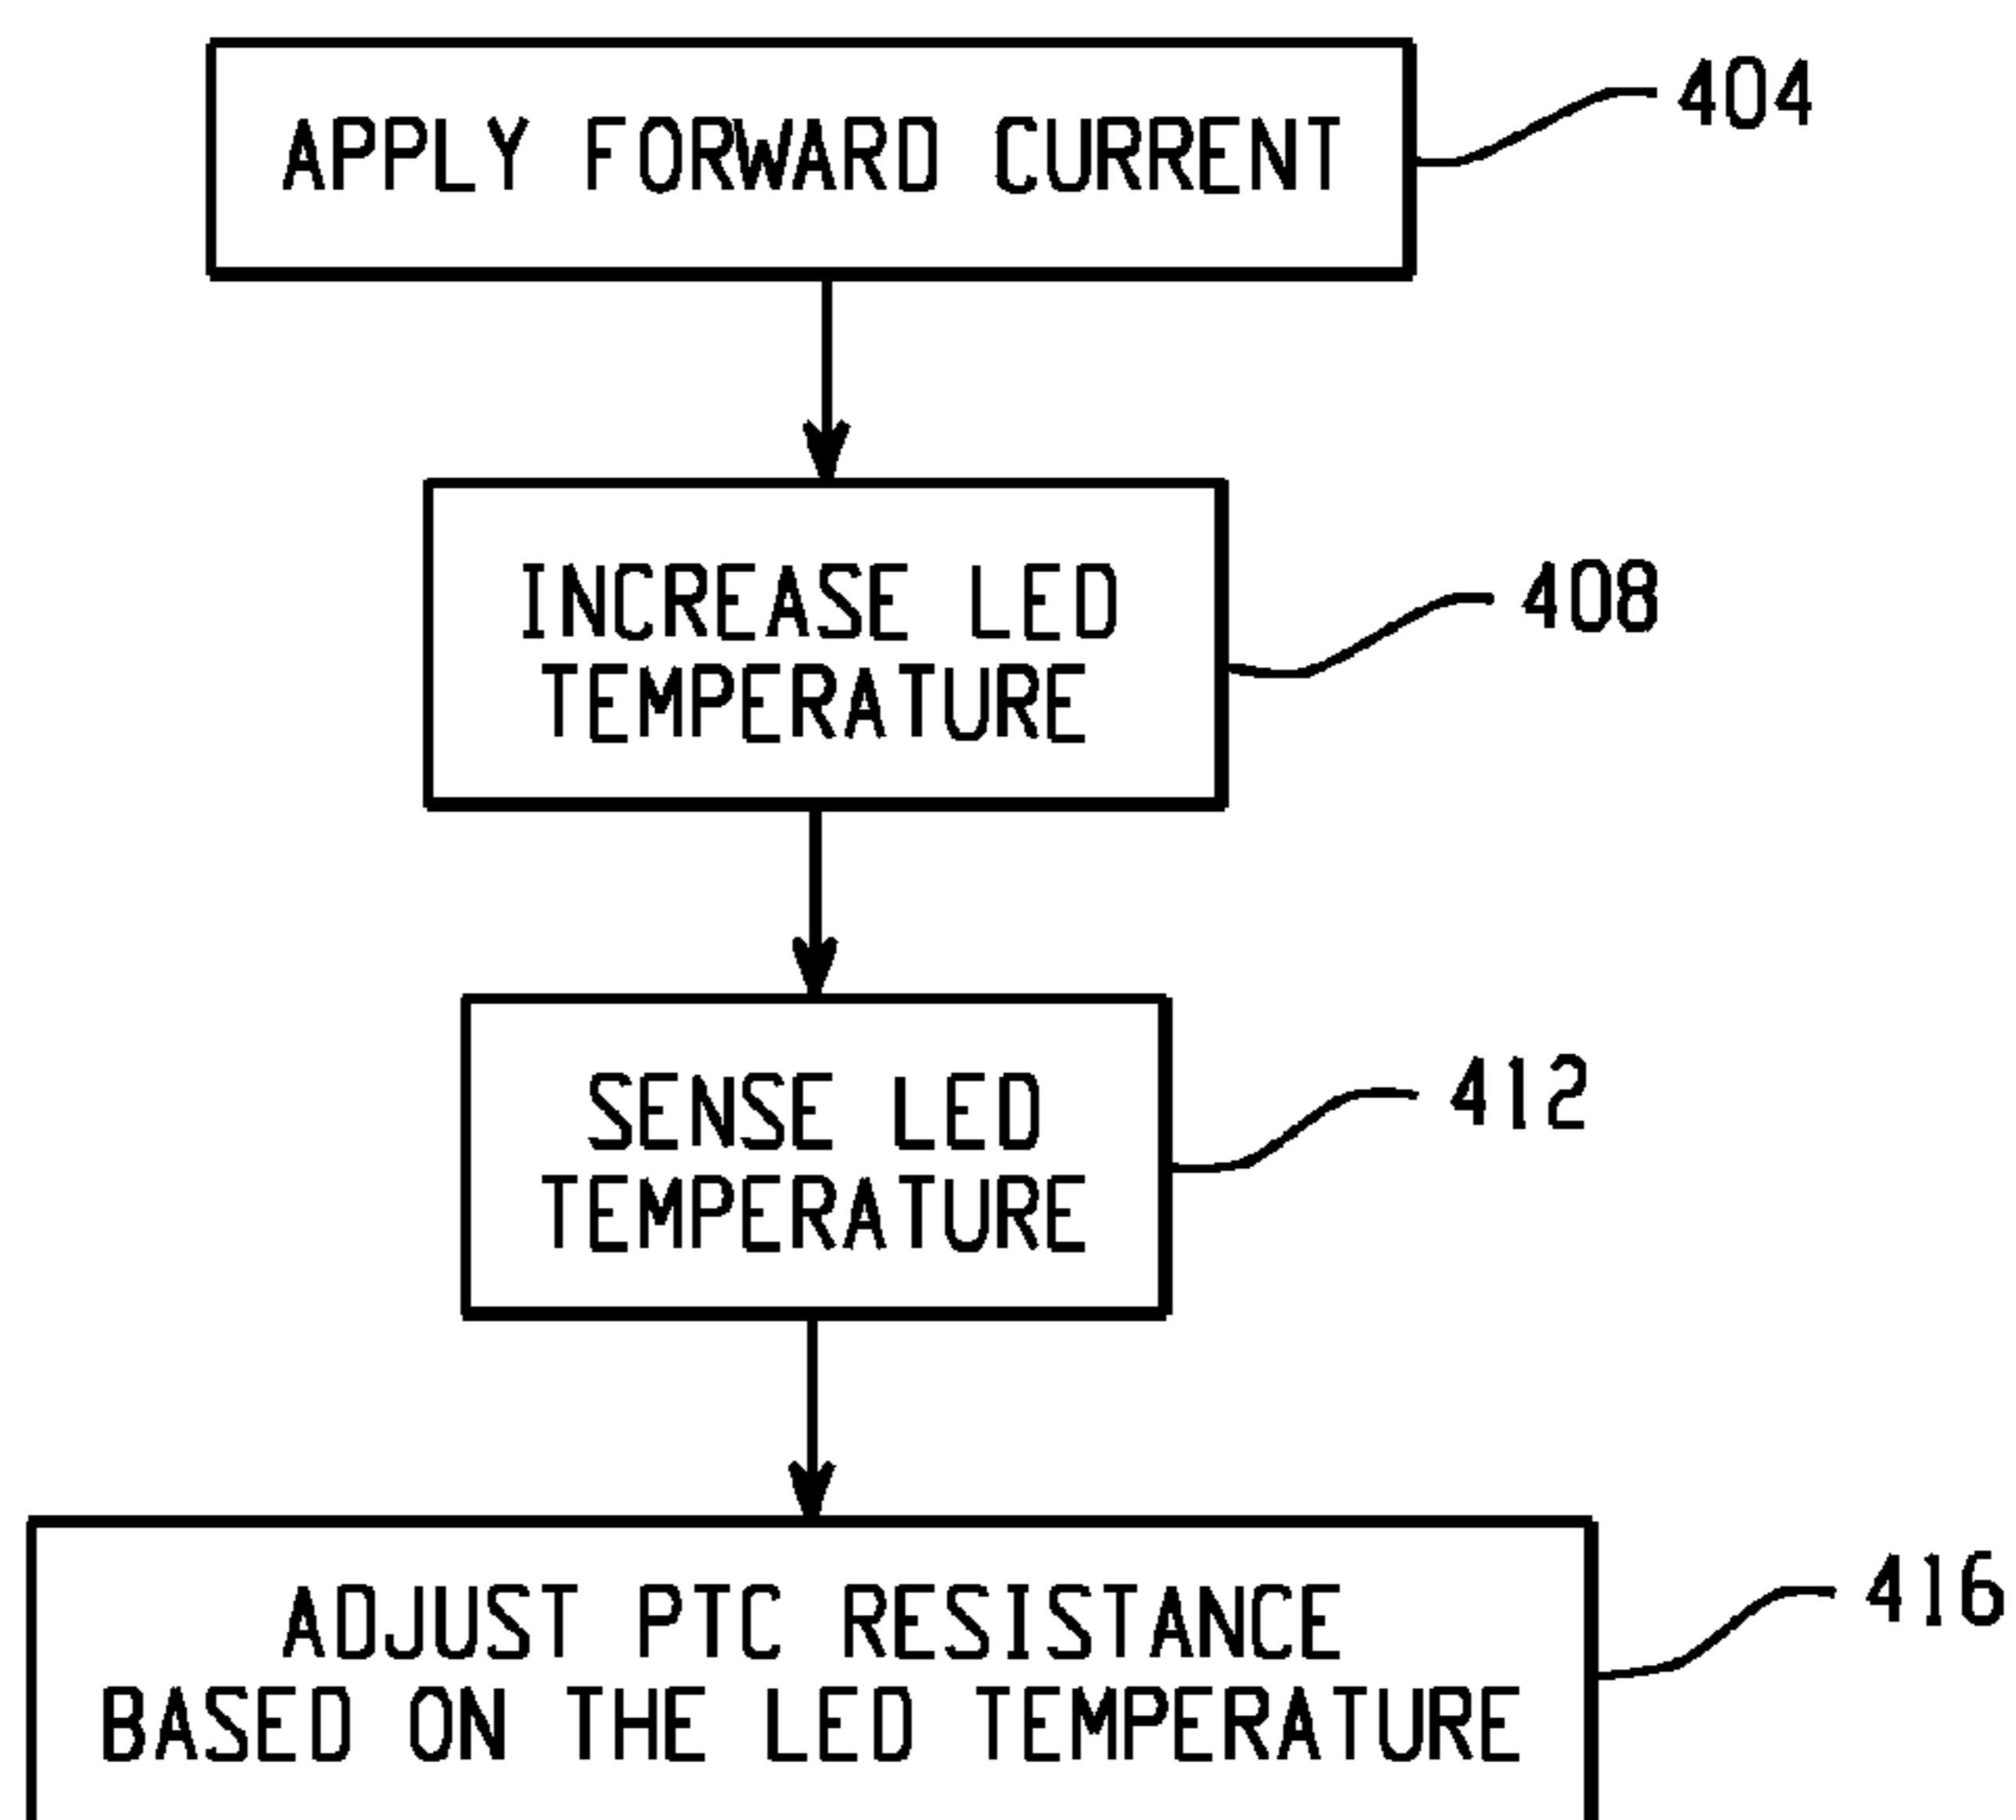 APPLY FORWARD CURRENT
404
INCREASE LED
TEMPERATURE
408
SENSE LED
TEMPERATURE
412
ADJUST PTC RESISTANCE
BASED ON THE LED TEMPERATURE
416